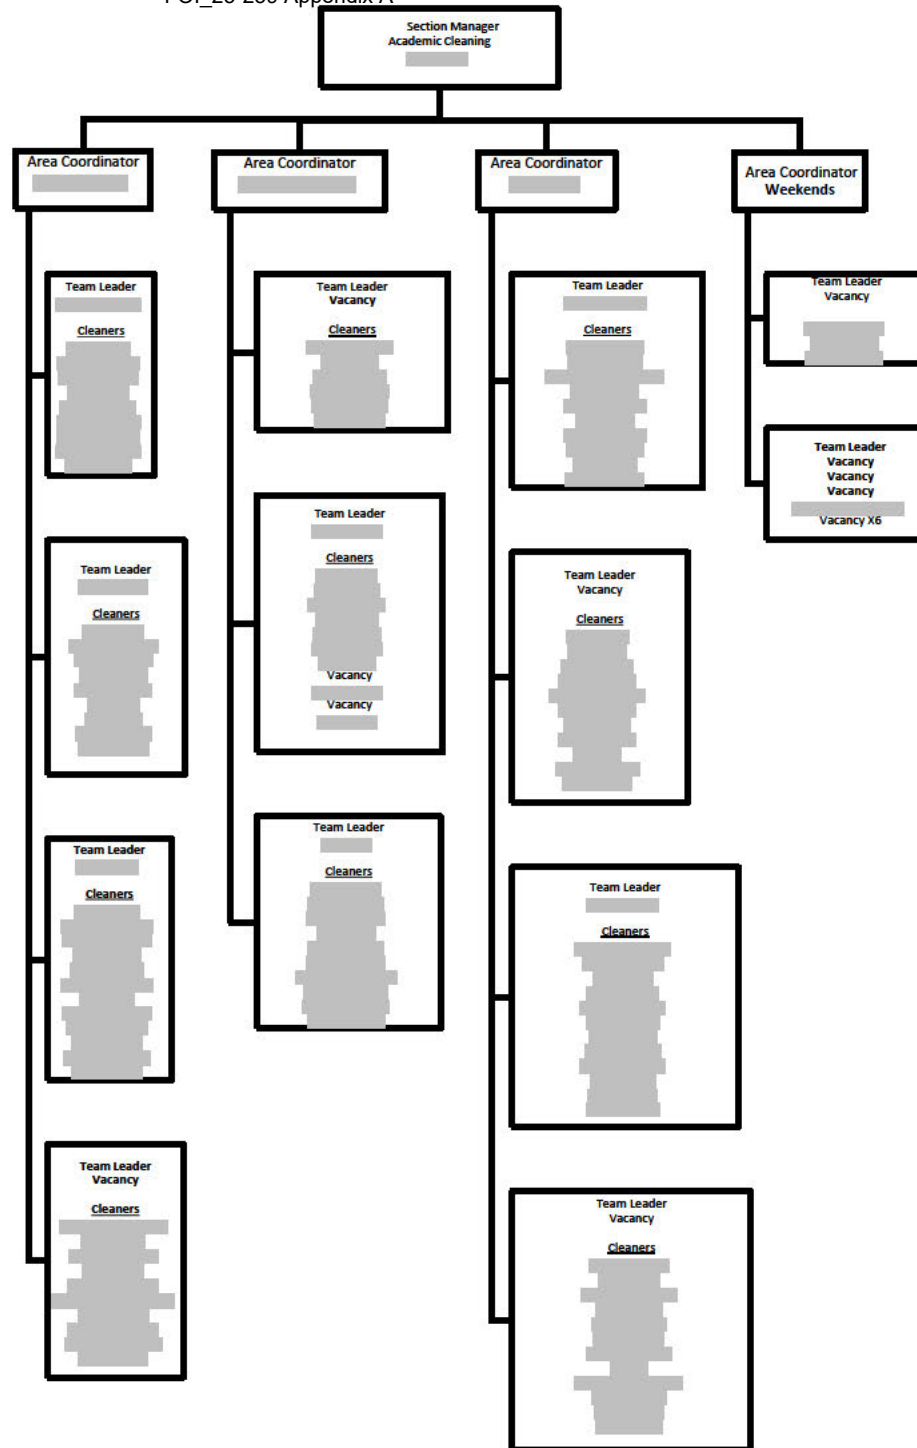 Section Manager
Academic Cleaning
Area Coordinator
Area Coordinator
Area Coordinator
Area Coordinator
Weekends
Team Leader
Cleaners
Team Leader
Cleaners
Team Leader
Cleaners
Team Leader
Vacancy
Cleaners
Team Leader
Vacancy
Cleaners
Team Leader
Cleaners
Vacancy
Vacancy
Team Leader
Cleaners
Team Leader
Cleaners
Team Leader
Vacancy
Cleaners
Team Leader
Cleaners
Team Leader
Vacancy
Cleaners
Team Leader
Vacancy
Team Leader
Vacancy
Vacancy
Vacancy
Vacancy X6